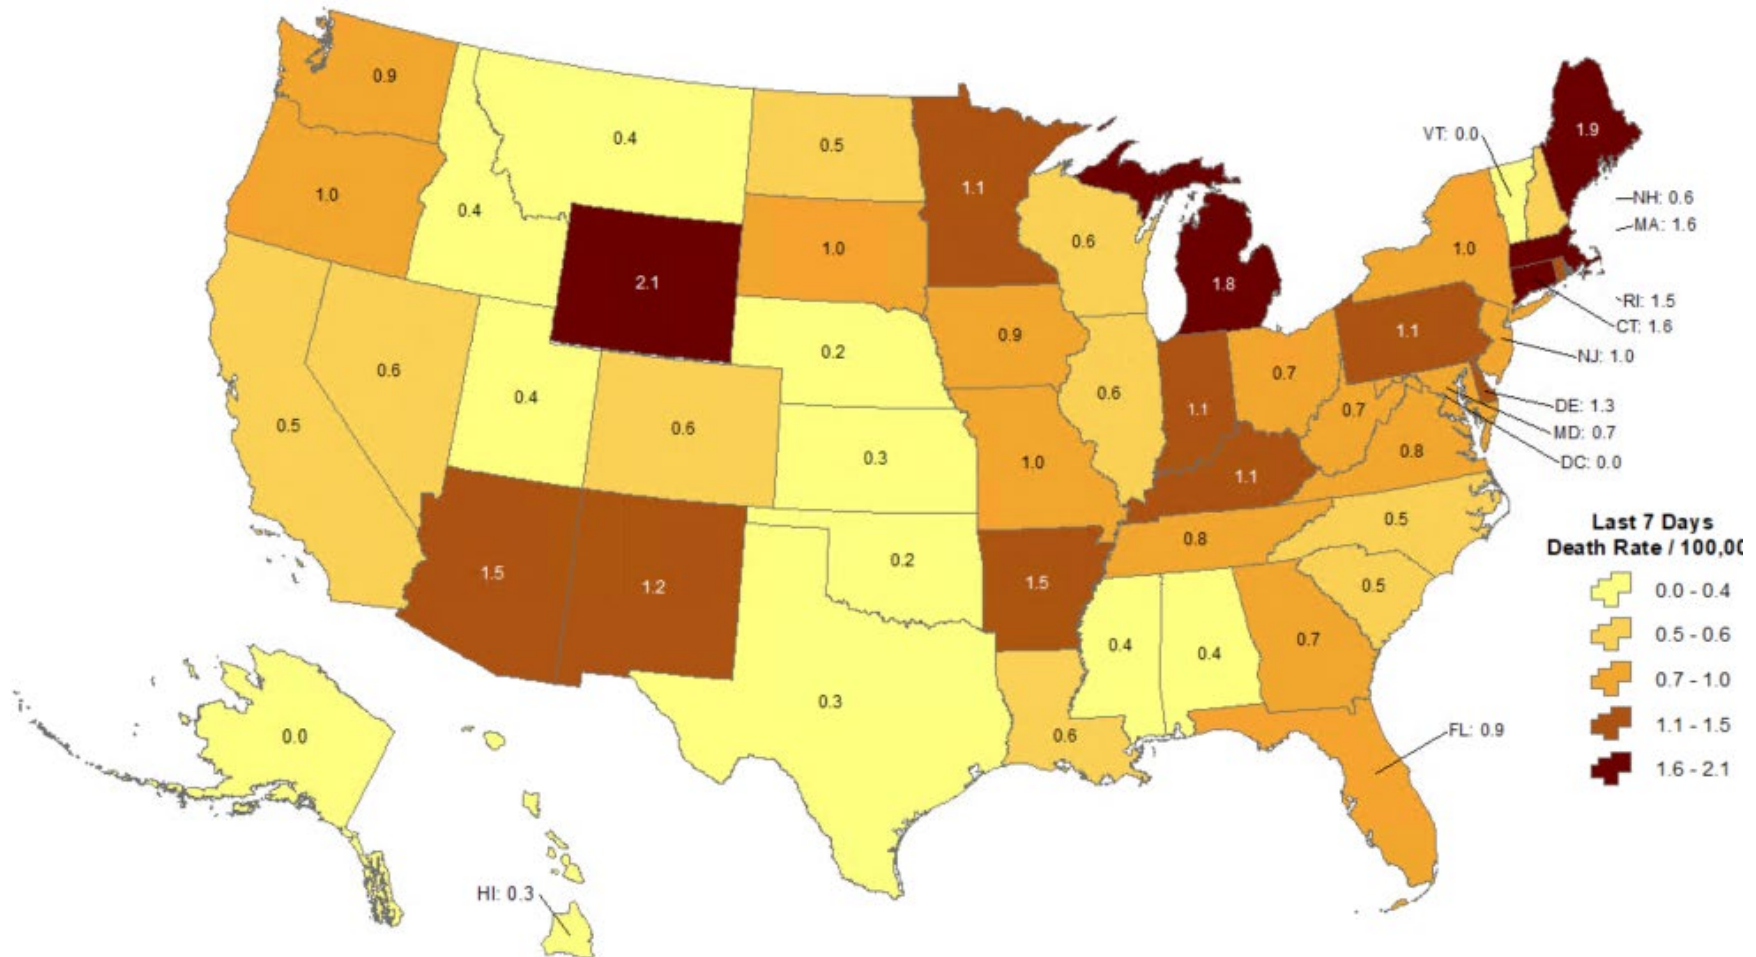 0.9
0.4
0.5
1.1
VT: 0.0
1.9
1.0
0.4
NH: 0.6
MA: 1.6
2.1
1.0
0.6
1.8
1.0
RI: 1.5
CT: 1.6
0.6
0.2
0.9
1.1
NJ: 1.0
0.5
0.4
0.6
0.6
1.1
0.7
0.7
DE: 1.3
MD: 0.7
DC: 0.0
0.3
1.0
1.1
0.8
1.5
1.2
0.2
1.5
0.8
0.5
0.5
Last 7 Days
Death Rate / 100,00
0.0 - 0.4
0.5 - 0.6
0.7 - 1.0
1.1 - 1.5
1.6 - 2.1
0.0
0.3
0.6
0.4
0.4
0.7
FL: 0.9
HI: 0.3